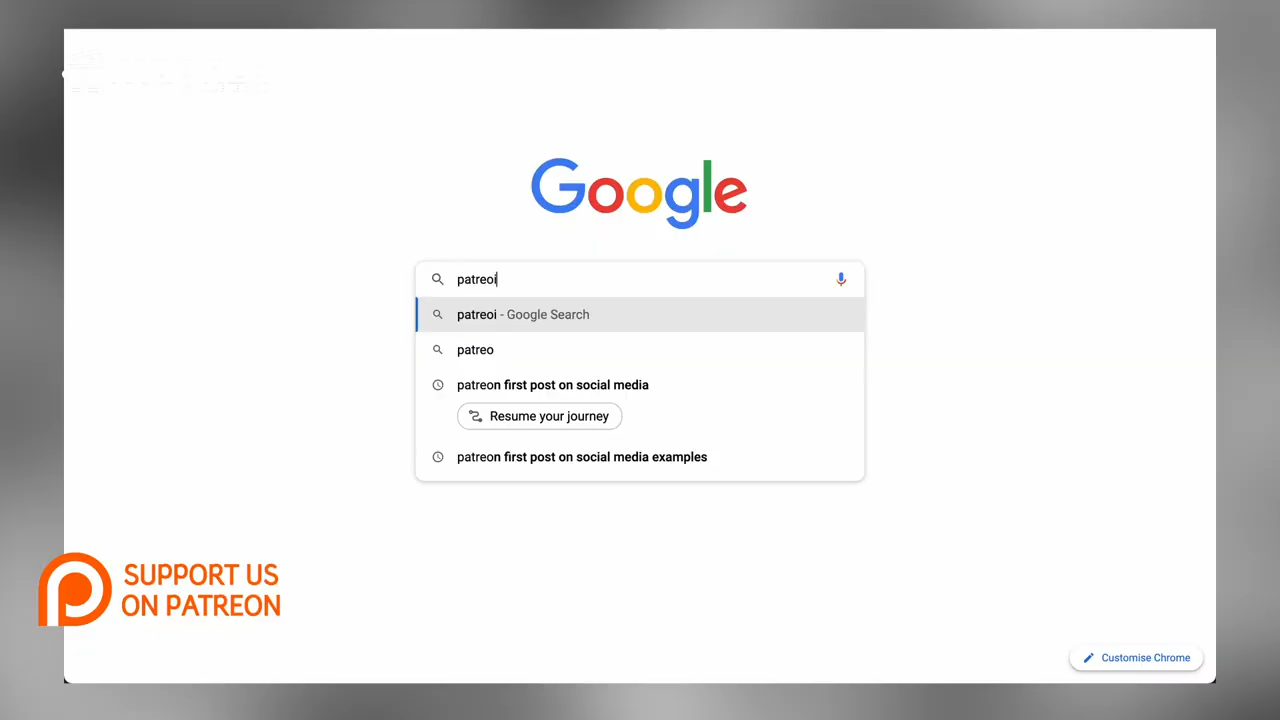 Google
patreoi
patreoi - Google Search
patreo
patreon first post on social media
Resume your journey
patreon first post on social media examples
SUPPORT US
ON PATREON
Customise Chrome